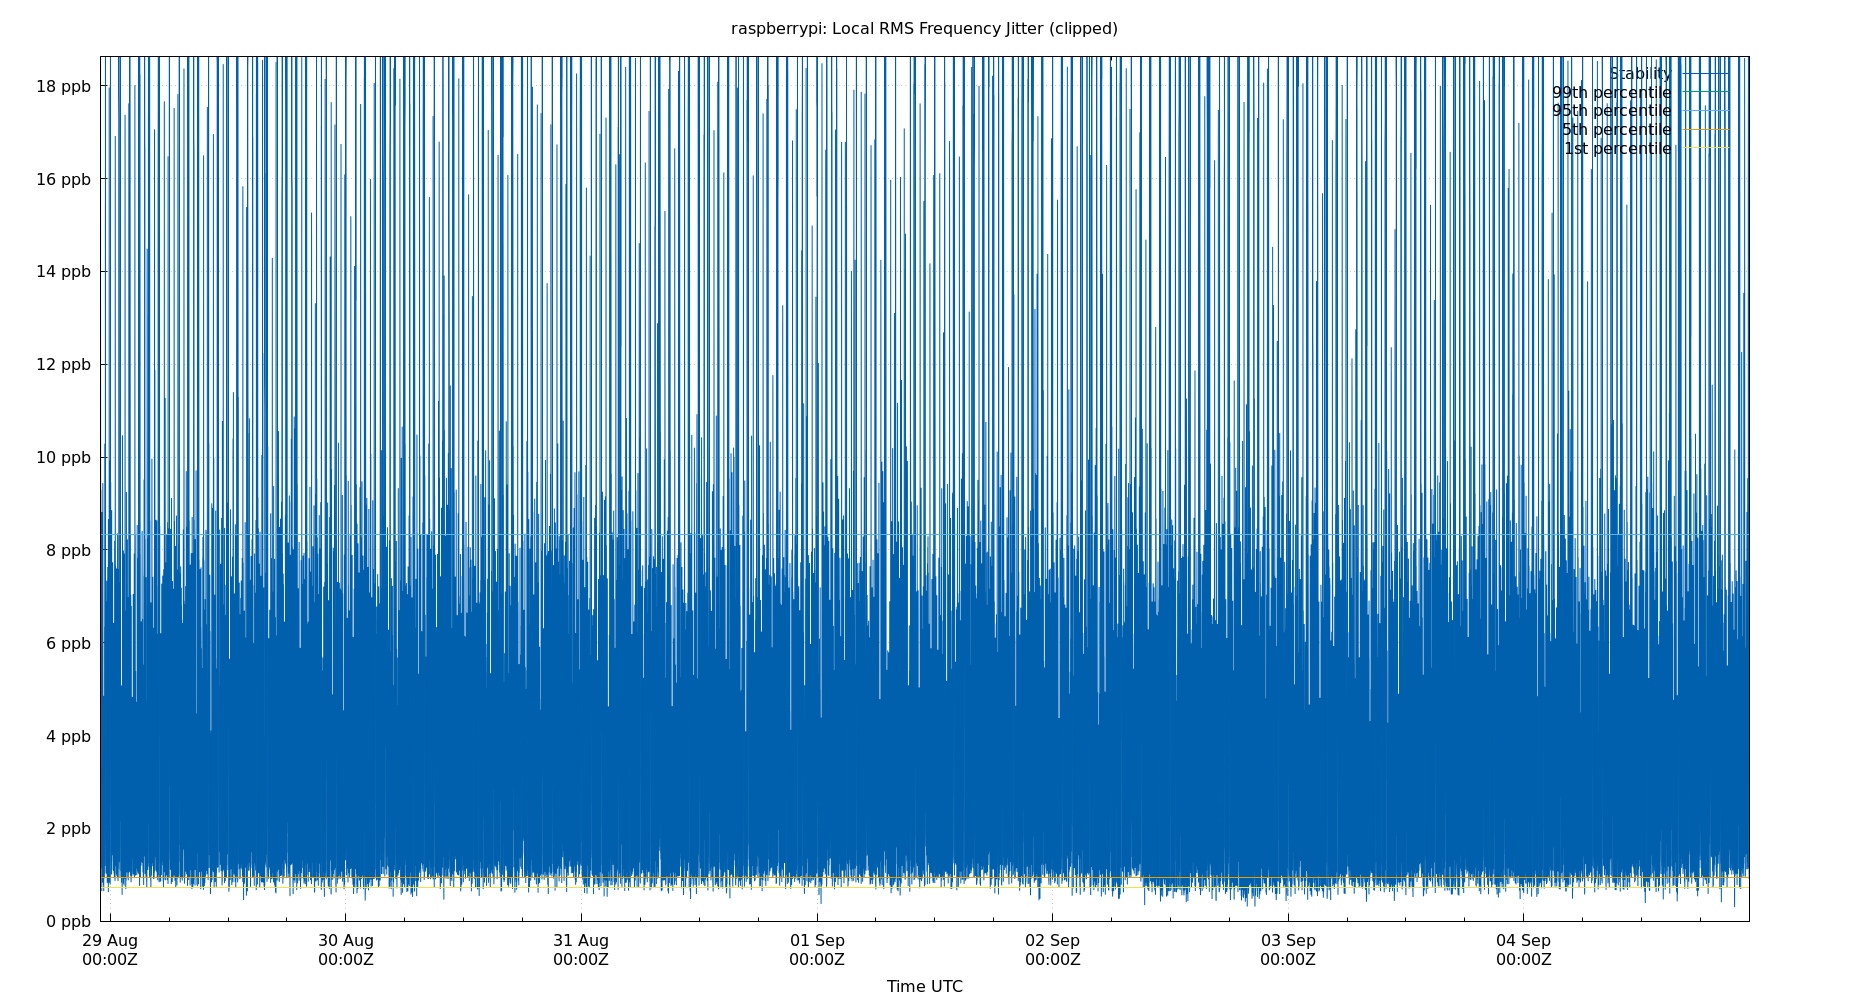 raspberrypi: Local RMS Frequency Jitter (clipped)
18 ppb
16 ppb
14 ppb
12 ppb
10 ppb
8 ppb
6 ppb
4 ppb
2 ppb
0 ppb
Stability
99th percentile
95th percentile
5th percentile
1st percentile
29 Aug 30 Aug 31 Aug 01 Sep 02 Sep 03 Sep 04 Sep
00:00Z 00:00Z 00:00Z 00:00Z 00:00Z 00:00Z 00:00Z
Time UTC